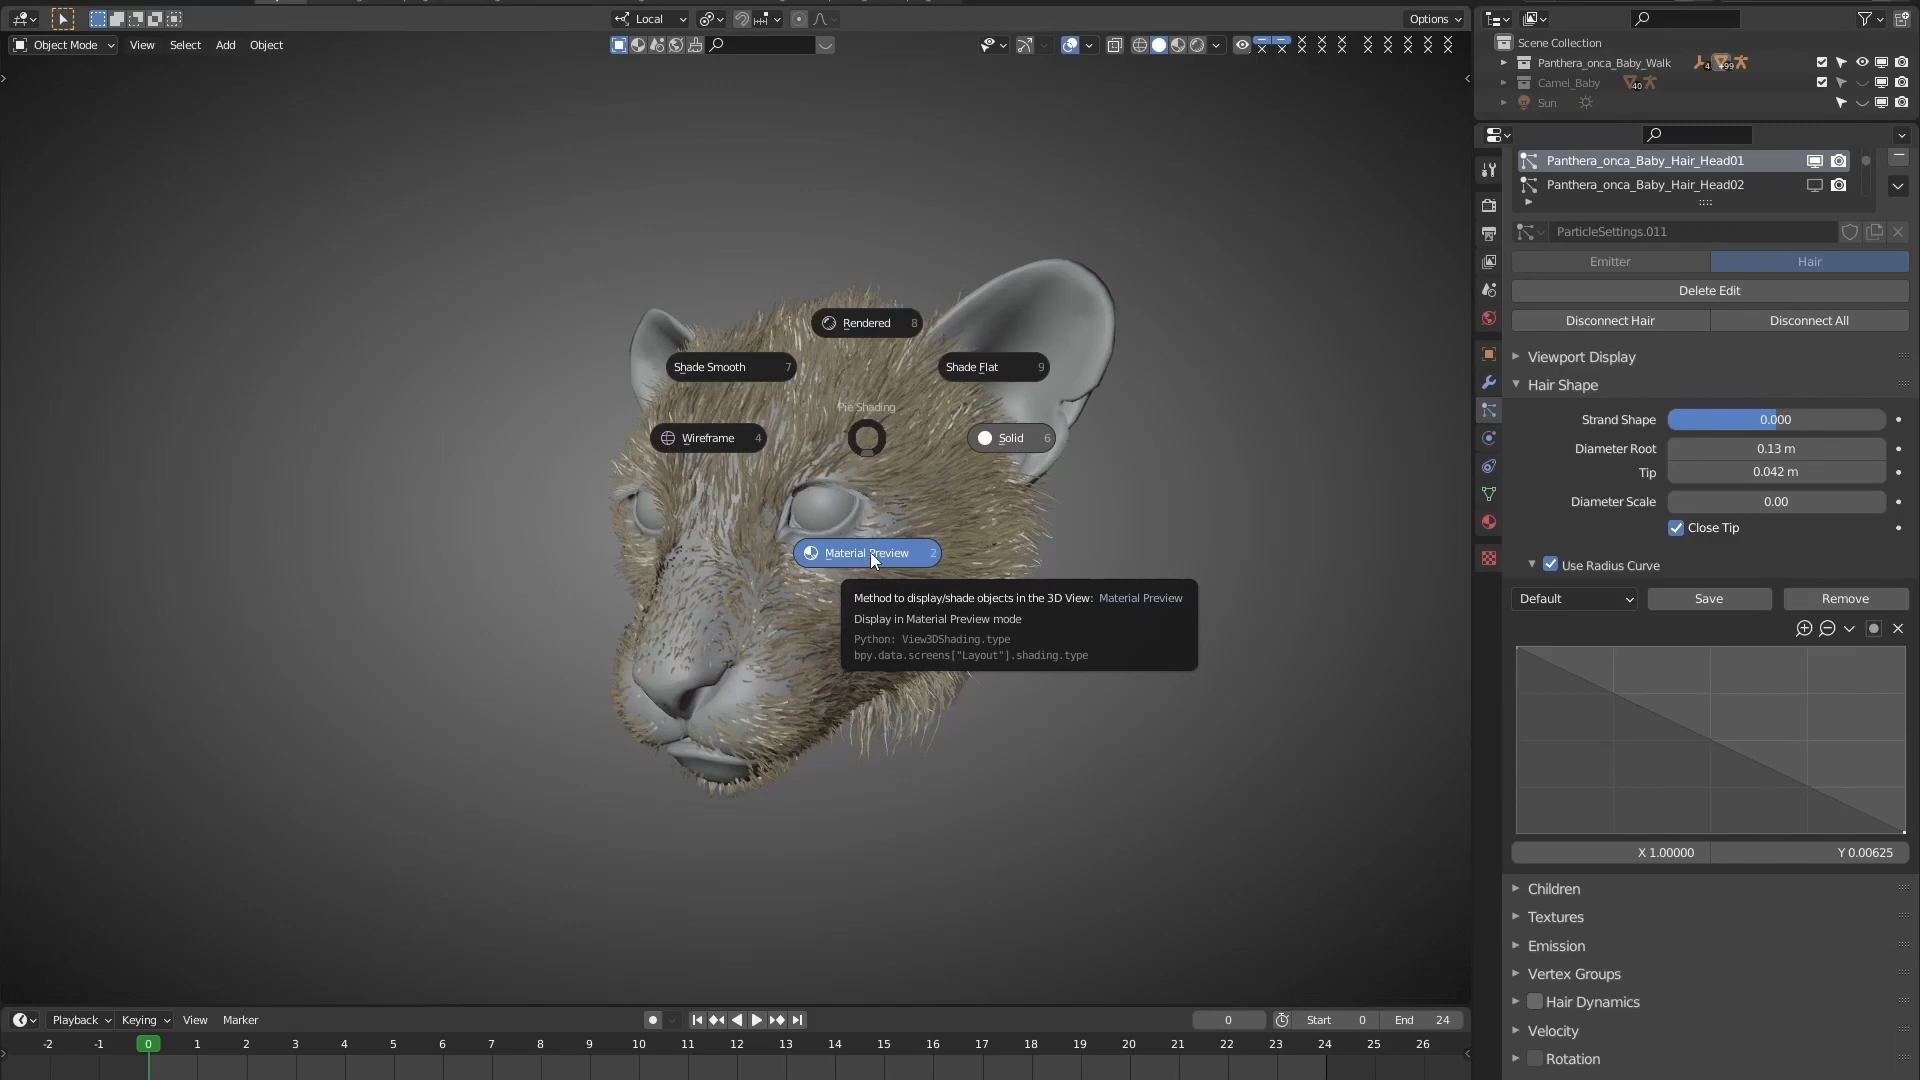 Local
Options
Object Mode
View
Select
Add
Object
Scene Collection
Panthera_onca_Baby_Walk
4
+99
Camel_Baby
40
Sun
Panthera_onca_Baby_Hair_Head01
Panthera_onca_Baby_Hair_Head02
ParticleSettings.011
Emitter
Hair
Delete Edit
Disconnect Hair
Disconnect All
Viewport Display
Hair Shape
Strand Shape
0.000
Diameter Root
0.13 m
Tip
0.042 m
Diameter Scale
0.00
Close Tip
Use Radius Curve
Default
Save
Remove
X 1.00000
Y 0.00625
Children
Textures
Emission
Vertex Groups
Hair Dynamics
Velocity
Rotation
Rendered 8
Shade Smooth 7
Shade Flat 9
Pie Shading
Wireframe 4
Solid 6
Material Preview 2
Method to display/shade objects in the 3D View: Material Preview
Display in Material Preview mode
Python: View3DShading.type
bpy.data.screens["Layout"].shading.type
Playback
Keying
View
Marker
0
Start 0
End 24
-2 -1 0 1 2 3 4 5 6 7 8 9 10 11 12 13 14 15 16 17 18 19 20 21 22 23 24 25 26